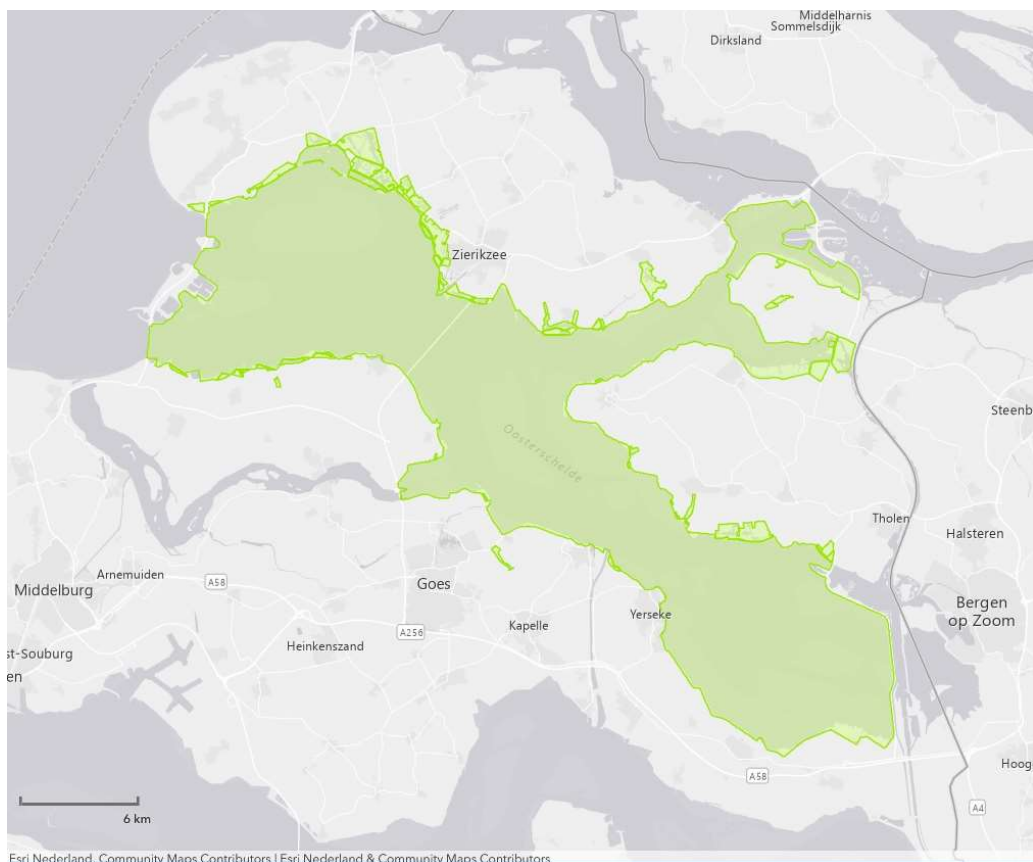 Middelharnis
Sommelsdijk
Dirksland
Zierikzee
Oosterschelde
Steenb
Tholen
Halsteren
Arnemuiden
A58
Middelburg
Goes
Bergen
op Zoom
Yerseke
A256
Kapelle
Heinkenszand
st-Souburg
en
A58
Hoog
A4
6 km
Esri Nederland, Community Maps Contributors | Esri Nederland & Community Maps Contributors